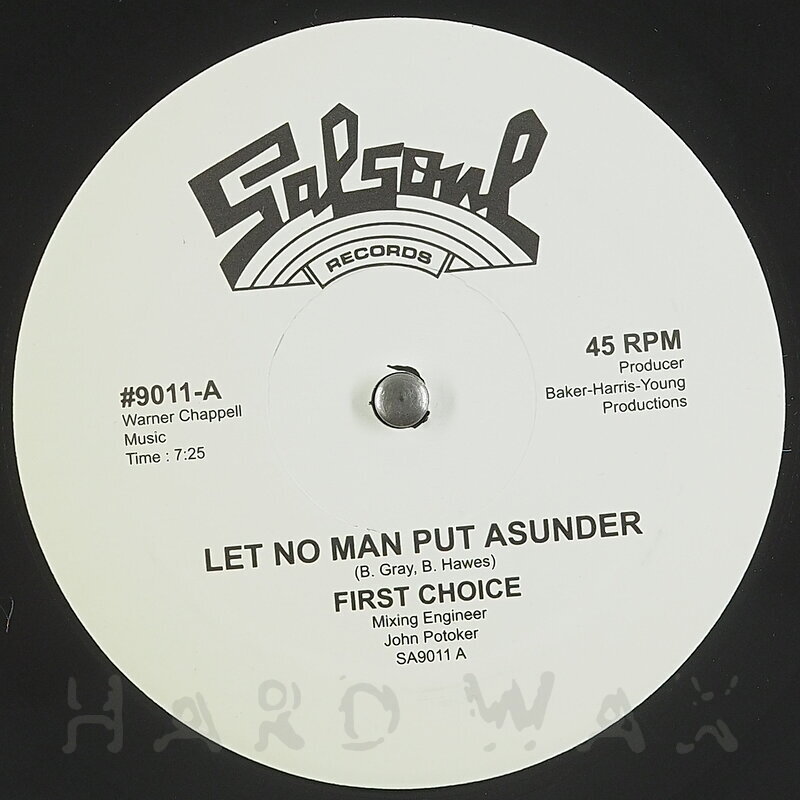 Salsoul
RECORDS
#9011-A
Warner Chappell
Music
Time : 7:25
45 RPM
Producer
Baker-Harris-Young
Productions
LET NO MAN PUT ASUNDER
(B. Gray, B. Hawes)
FIRST CHOICE
Mixing Engineer
John Potoker
SA9011 A
HARD WAX